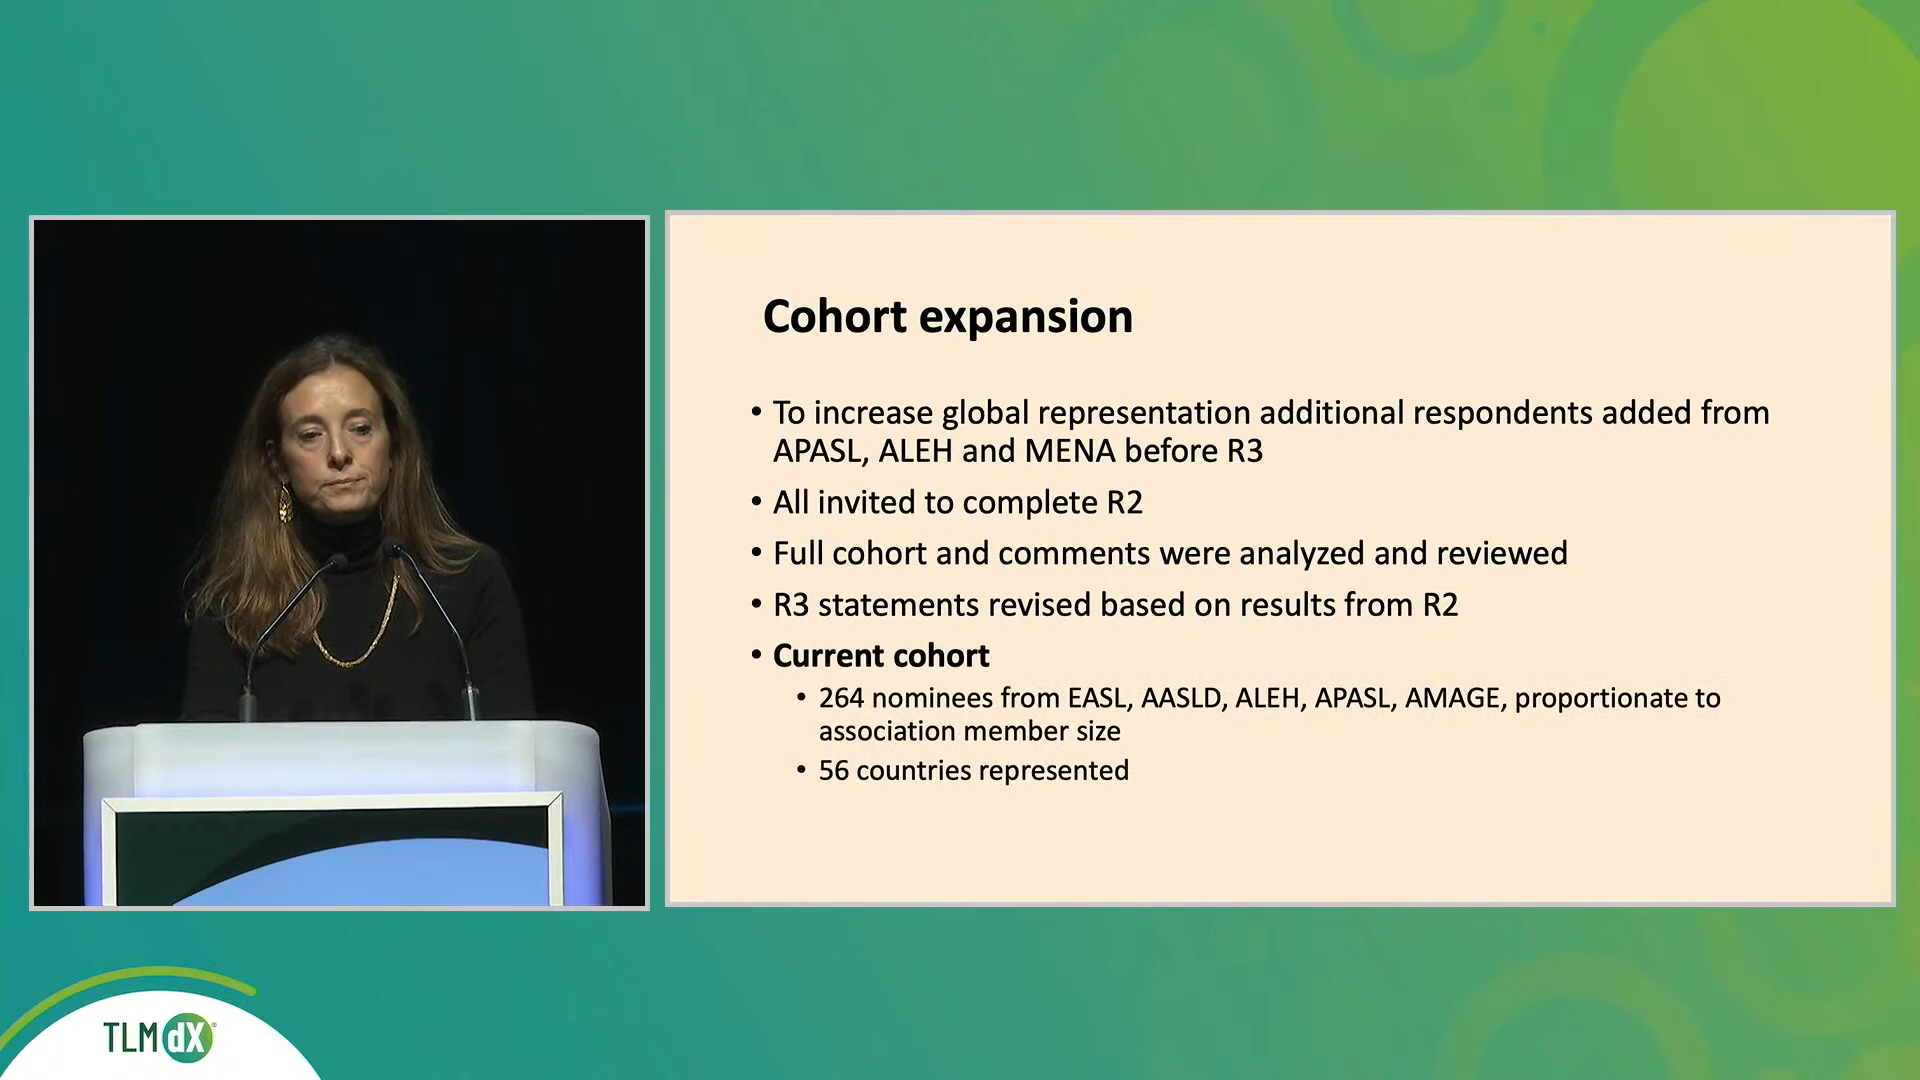 Cohort expansion
• To increase global representation additional respondents added from
APASL, ALEH and MENA before R3
• All invited to complete R2
• Full cohort and comments were analyzed and reviewed
• R3 statements revised based on results from R2
• Current cohort
• 264 nominees from EASL, AASLD, ALEH, APASL, AMAGE, proportionate to
association member size
• 56 countries represented
TLMdX®